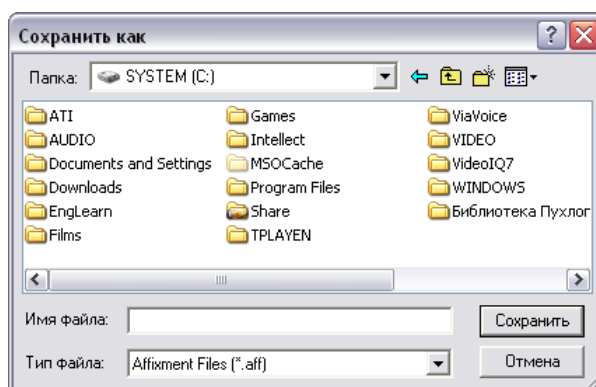 Сохранить как
Папка: SYSTEM (C:)
ATI Games ViaVoice
AUDIO Intellect VIDEO
Documents and Settings MSOCache VideoIQ7
Downloads Program Files WINDOWS
EngLearn Share Библиотека Пухлог
Films TPLAYEN
Имя файла: Сохранить
Тип файла: Affixment Files (*.aff) Отмена